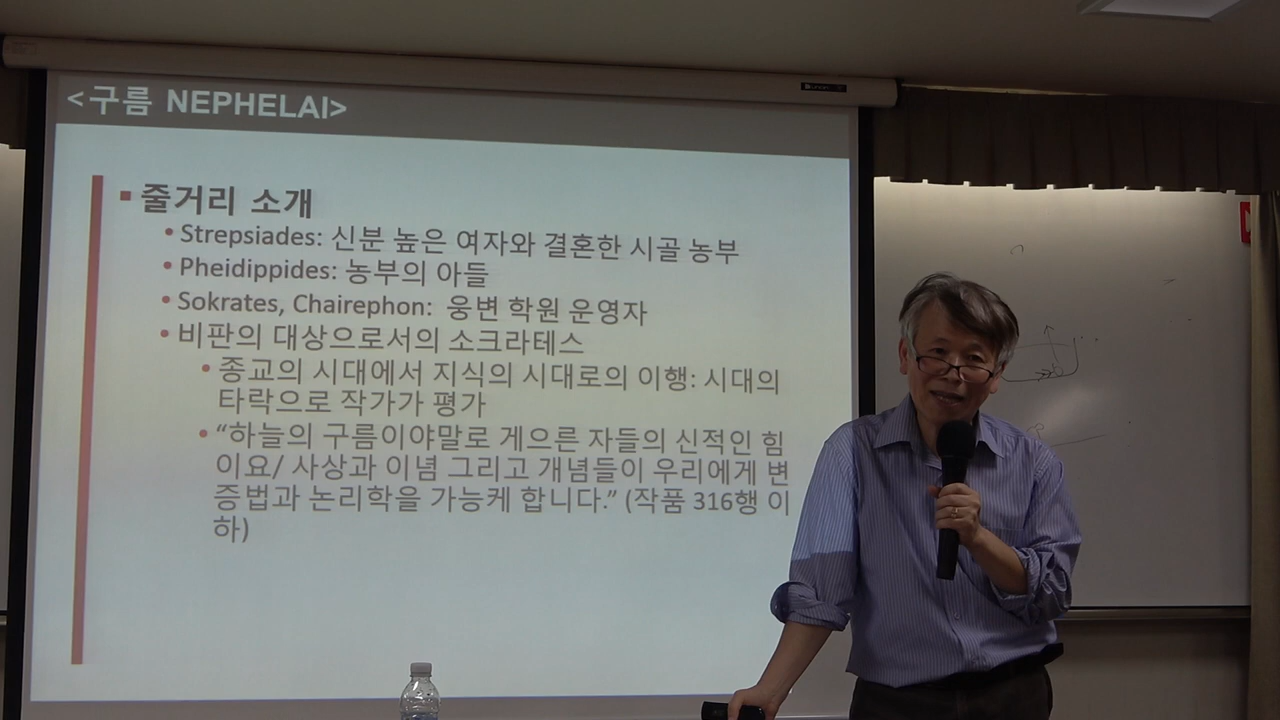 <구름 NEPHELAI>
▪ 줄거리 소개
• Strepsiades: 신분 높은 여자와 결혼한 시골 농부
• Pheidippides: 농부의 아들
• Sokrates, Chairephon: 웅변 학원 운영자
• 비판의 대상으로서의 소크라테스
• 종교의 시대에서 지식의 시대로의 이행: 시대의
타락으로 작가가 평가
• “하늘의 구름이야말로 게으른 자들의 신적인 힘
이요/ 사상과 이념 그리고 개념들이 우리에게 변
증법과 논리학을 가능케 합니다.” (작품 316행 이
하)